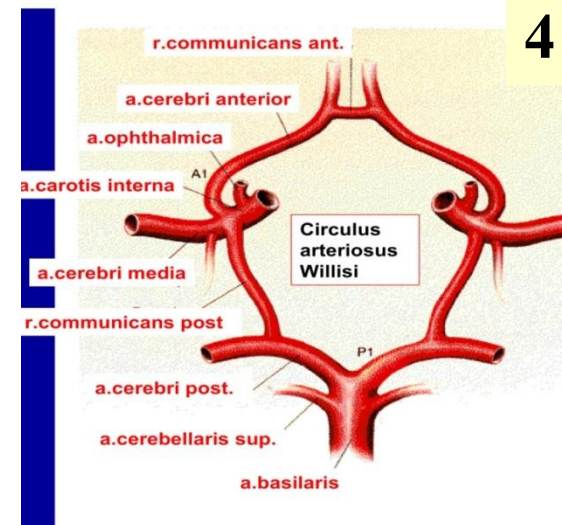 4
r.communicans ant.
a.cerebri anterior
a.ophthalmica
A1
a.carotis interna
Circulus
arteriosus
Willisi
a.cerebri media
r.communicans post
P1
a.cerebri post.
a.cerebellaris sup.
a.basilaris